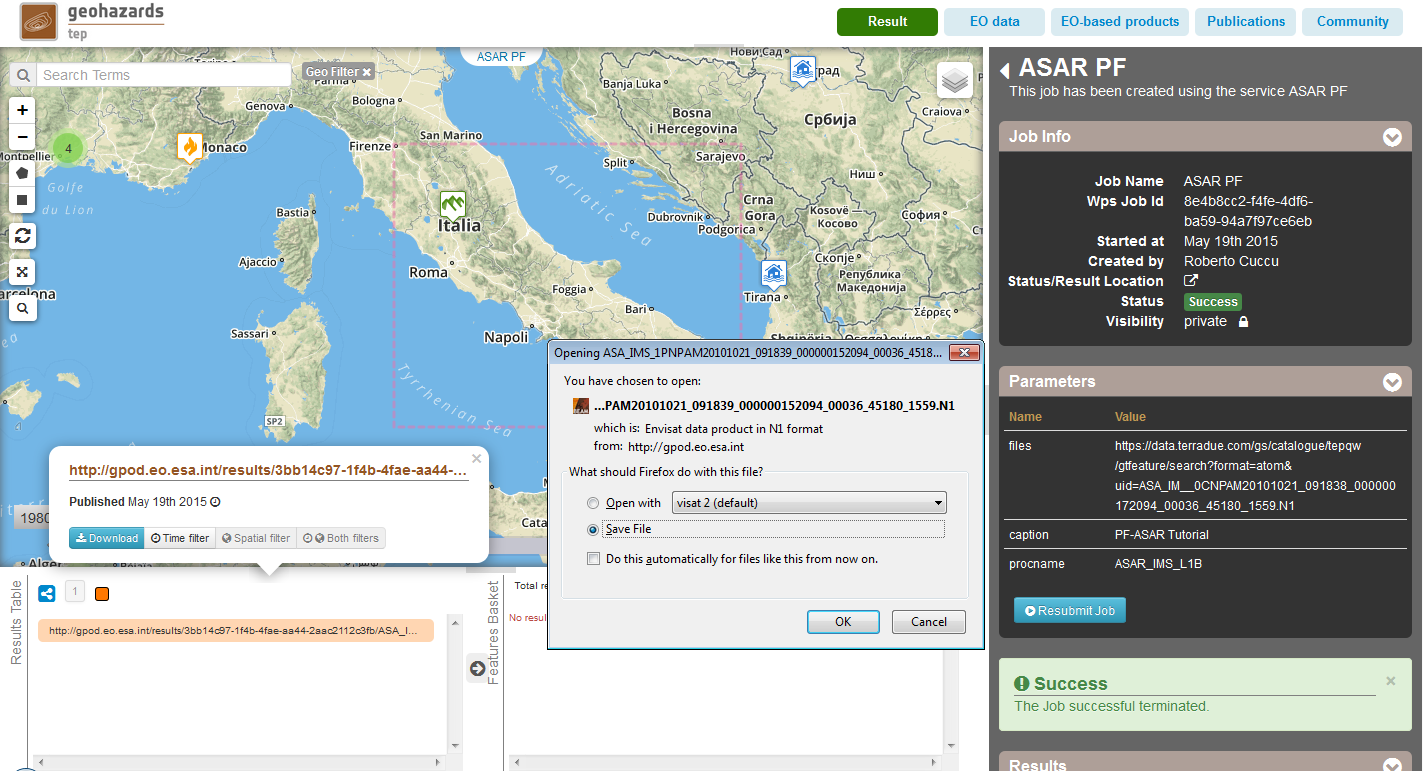 geohazards
tep
Result
EO data
EO-based products
Publications
Community
Search Terms
Geo Filter ×
ASAR PF
+
−
4
Parma
Нови Сад
град
Genova
Bologna
Banja Luka
Bosna
i Hercegovina
Craiova
Србија
San Marino
Firenze
Monaco
Montpellier
Golfe
du Lion
Split
Sarajevo
Ниш
Adriatic Sea
Bastia
Italia
Dubrovnik
Crna
Gora
Podgorica
Kosovë —
Косово
София
Ajaccio
Roma
Скопје
Република
Македонија
Barcelona
Foggia
Tirana
Bari
Σέρρες
Sassari
Napoli
Shqipëria
Tyrrhenian Sea
SP2
1980
Cata
Alger
Béjaïa
http://gpod.eo.esa.int/results/3bb14c97-1f4b-4fae-aa44-...
×
Published May 19th 2015
Download
Time filter
Spatial filter
Both filters
Opening ASA_IMS_1PNPAM20101021_091839_000000152094_00036_4518...
You have chosen to open:
...PAM20101021_091839_000000152094_00036_45180_1559.N1
which is: Envisat data product in N1 format
from: http://gpod.eo.esa.int
What should Firefox do with this file?
Open with
visat 2 (default)
Save File
Do this automatically for files like this from now on.
OK
Cancel
Results Table
1
http://gpod.eo.esa.int/results/3bb14c97-1f4b-4fae-aa44-2aac2112c3fb/ASA_I...
Features Basket
Total re
No resul
ASAR PF
This job has been created using the service ASAR PF
Job Info
Job Name ASAR PF
Wps Job Id 8e4b8cc2-f4fe-4df6-
ba59-94a7f97ce6eb
Started at May 19th 2015
Created by Roberto Cuccu
Status/Result Location
Status Success
Visibility private
Parameters
Name Value
files https://data.terradue.com/gs/catalogue/tepqw
/gtfeature/search?format=atom&
uid=ASA_IM__0CNPAM20101021_091838_000000
172094_00036_45180_1559.N1
caption PF-ASAR Tutorial
procname ASAR_IMS_L1B
Resubmit Job
Success
×
The Job successful terminated.
Results